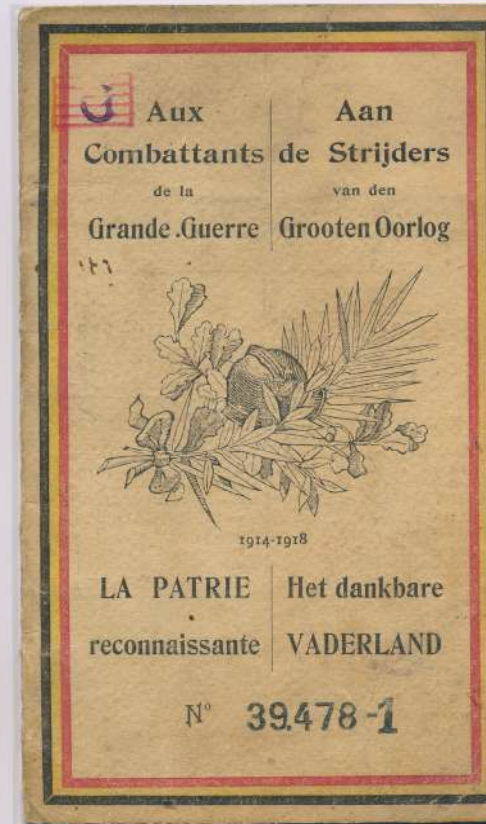 Aux
Combattants
de la
Grande Guerre
Aan
de Strijders
van den
Grooten Oorlog
1914-1918
LA PATRIE
reconnaissante
Het dankbare
VADERLAND
N° 39.478-1